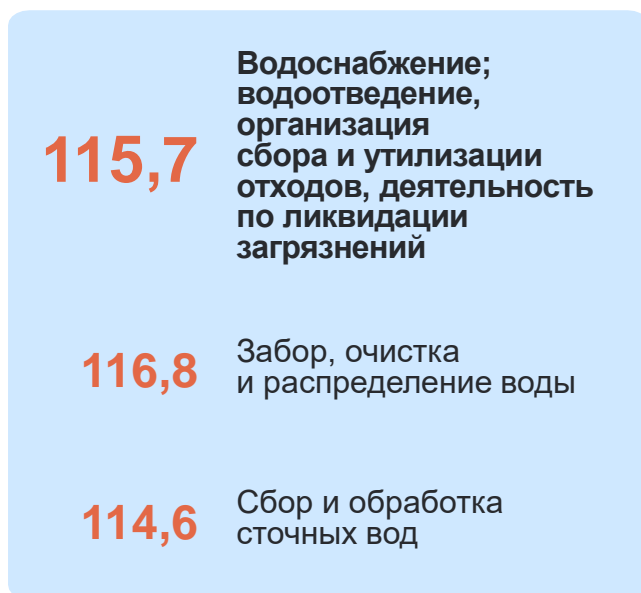 115,7
Водоснабжение;
водоотведение,
организация
сбора и утилизации
отходов, деятельность
по ликвидации
загрязнений
116,8
Забор, очистка
и распределение воды
114,6
Сбор и обработка
сточных вод